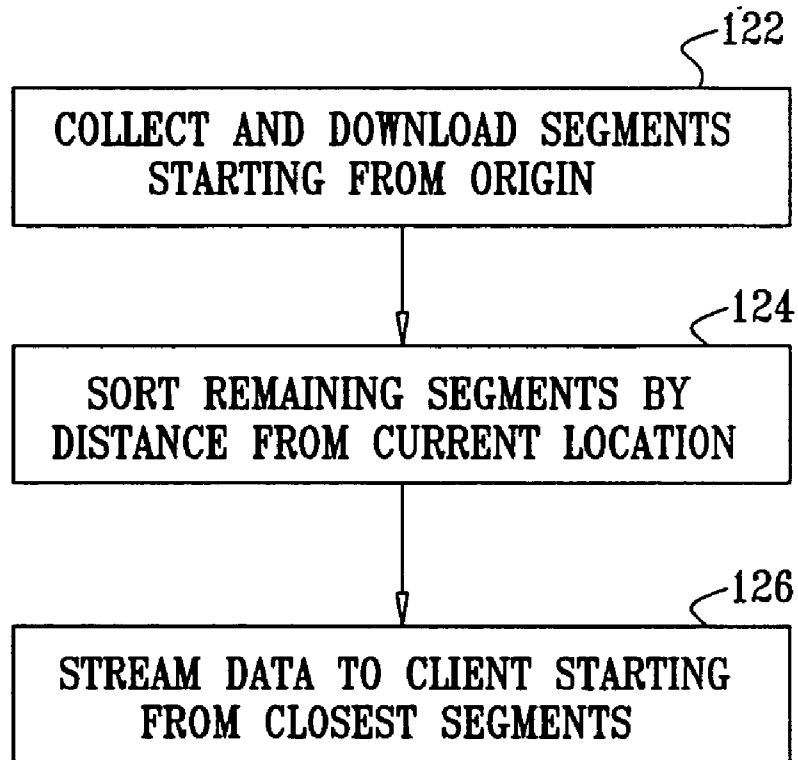 122
COLLECT AND DOWNLOAD SEGMENTS
STARTING FROM ORIGIN
124
SORT REMAINING SEGMENTS BY
DISTANCE FROM CURRENT LOCATION
126
STREAM DATA TO CLIENT STARTING
FROM CLOSEST SEGMENTS